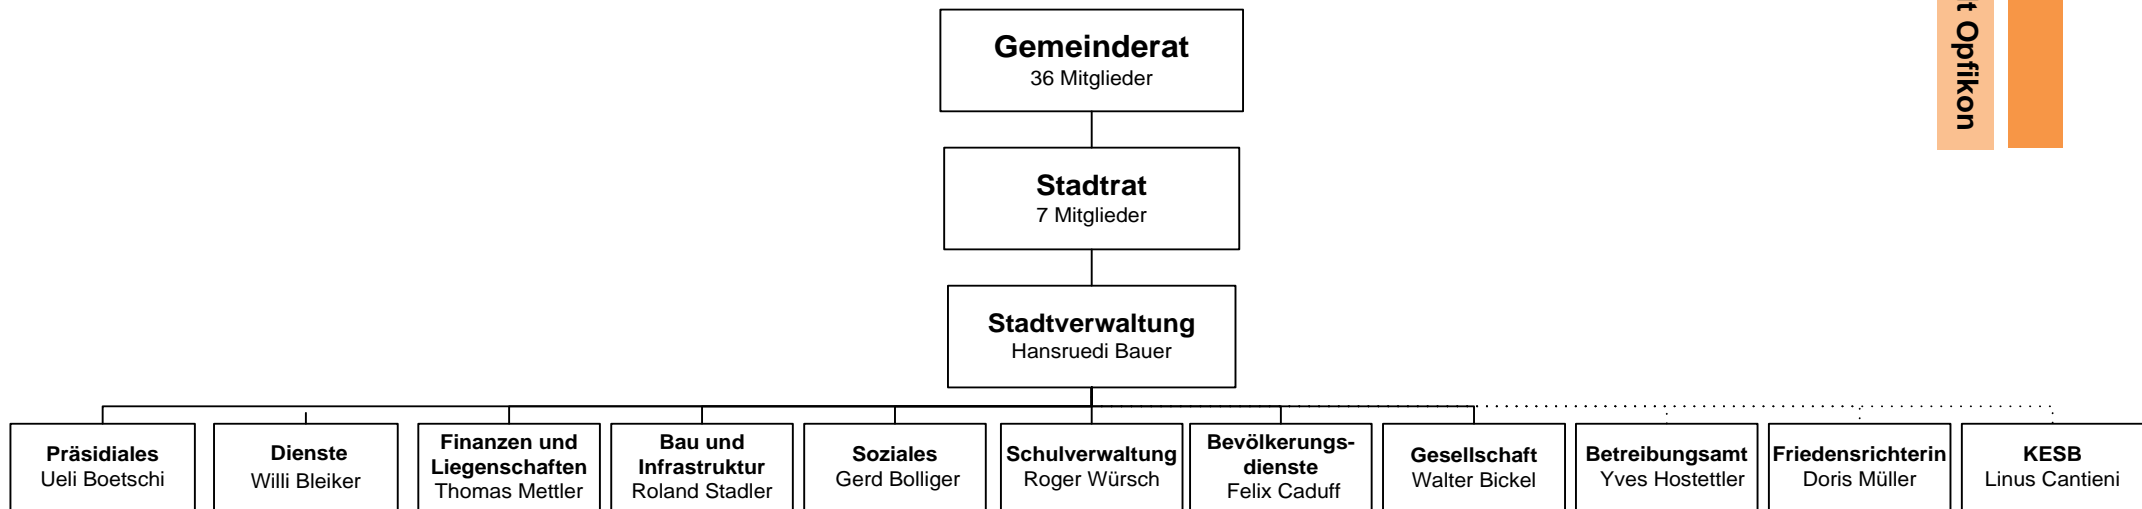 Gemeinderat
36 Mitglieder
Opfikon
Stadtrat
7 Mitglieder
Stadtverwaltung
Hansruedi Bauer
Präsidiales
Ueli Boetschi
Dienste
Willi Bleiker
Finanzen und
Liegenschaften
Thomas Mettler
Bau und
Infrastruktur
Roland Stadler
Soziales
Gerd Bolliger
Schulverwaltung
Roger Würsch
Bevölkerungs-
dienste
Felix Caduff
Gesellschaft
Walter Bickel
Betreibungsamt
Yves Hostettler
Friedensrichterin
Doris Müller
KESB
Linus Cantieni